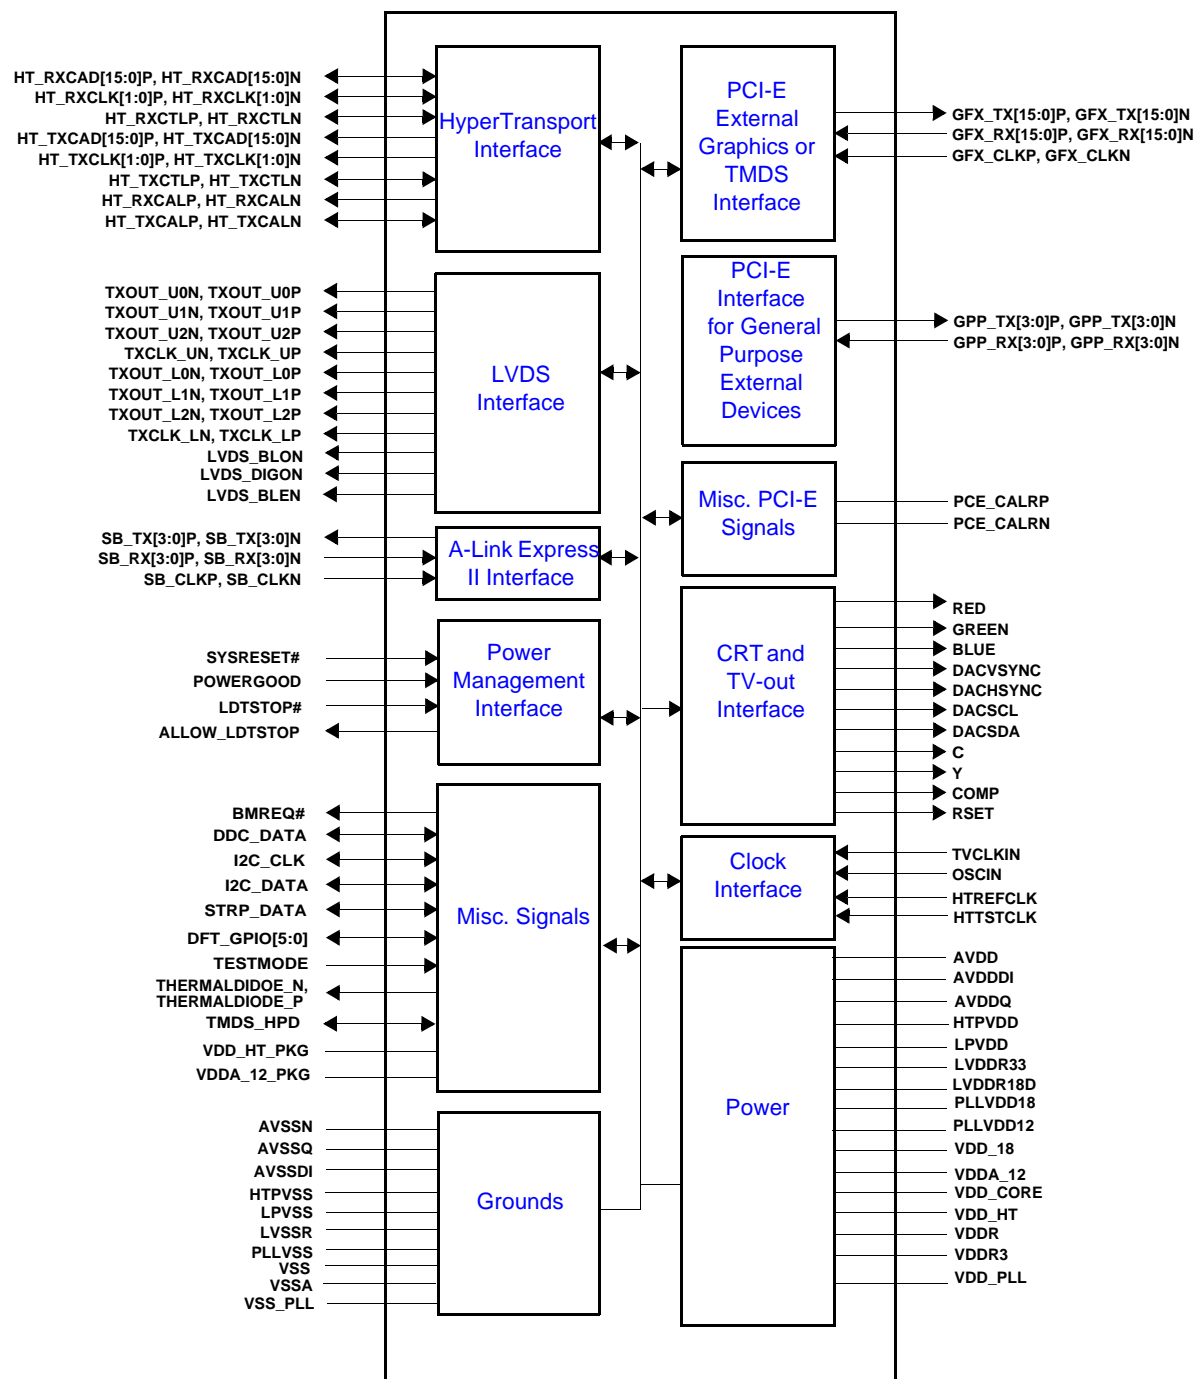 HT_RXCAD[15:0]P, HT_RXCAD[15:0]N
HT_RXCLK[1:0]P, HT_RXCLK[1:0]N
HT_RXCTLP, HT_RXCTLN
HT_TXCAD[15:0]P, HT_TXCAD[15:0]N
HT_TXCLK[1:0]P, HT_TXCLK[1:0]N
HT_TXCTLP, HT_TXCTLN
HT_RXCALP, HT_RXCALN
HT_TXCALP, HT_TXCALN
HyperTransport
Interface
TXOUT_U0N, TXOUT_U0P
TXOUT_U1N, TXOUT_U1P
TXOUT_U2N, TXOUT_U2P
TXCLK_UN, TXCLK_UP
TXOUT_L0N, TXOUT_L0P
TXOUT_L1N, TXOUT_L1P
TXOUT_L2N, TXOUT_L2P
TXCLK_LN, TXCLK_LP
LVDS_BLON
LVDS_DIGON
LVDS_BLEN
LVDS
Interface
SB_TX[3:0]P, SB_TX[3:0]N
SB_RX[3:0]P, SB_RX[3:0]N
SB_CLKP, SB_CLKN
A-Link Express
II Interface
SYSRESET#
POWERGOOD
LDTSTOP#
ALLOW_LDTSTOP
Power
Management
Interface
BMREQ#
DDC_DATA
I2C_CLK
I2C_DATA
STRP_DATA
DFT_GPIO[5:0]
TESTMODE
THERMALDIDOE_N,
THERMALDIODE_P
TMDS_HPD
VDD_HT_PKG
VDDA_12_PKG
Misc. Signals
AVSSN
AVSSQ
AVSSDI
HTPVSS
LPVSS
LVSSR
PLLVSS
VSS
VSSA
VSS_PLL
Grounds
PCI-E
External
Graphics or
TMDS
Interface
GFX_TX[15:0]P, GFX_TX[15:0]N
GFX_RX[15:0]P, GFX_RX[15:0]N
GFX_CLKP, GFX_CLKN
PCI-E
Interface
for General
Purpose
External
Devices
GPP_TX[3:0]P, GPP_TX[3:0]N
GPP_RX[3:0]P, GPP_RX[3:0]N
Misc. PCI-E
Signals
PCE_CALRP
PCE_CALRN
CRT and
TV-out
Interface
RED
GREEN
BLUE
DACVSYNC
DACHSYNC
DACSCL
DACSDA
C
Y
COMP
RSET
Clock
Interface
TVCLKIN
OSCIN
HTREFCLK
HTTSTCLK
Power
AVDD
AVDDDI
AVDDQ
HTPVDD
LPVDD
LVDDR33
LVDDR18D
PLLVDD18
PLLVDD12
VDD_18
VDDA_12
VDD_CORE
VDD_HT
VDDR
VDDR3
VDD_PLL